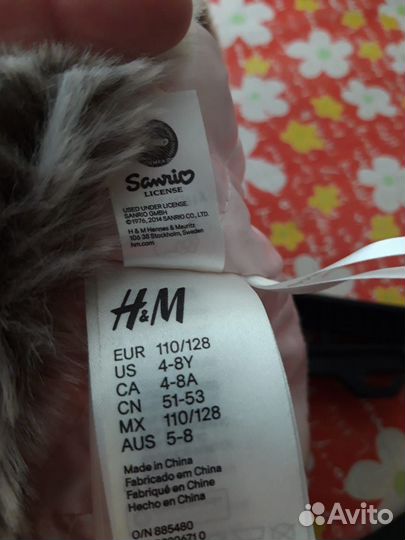 Sanrio
LICENSE
USED UNDER LICENSE.
SANRIO GMBH
©1976, 2014 SANRIO CO., LTD.
H & M Hennes & Mauritz
106 38 Stockholm, Sweden
hm.com
H&M
EUR 110/128
US 4-8Y
CA 4-8A
CN 51-53
MX 110/128
AUS 5-8
Made in China
Fabricado em China
Fabriqué en Chine
Hecho en China
O/N 885480
Avito